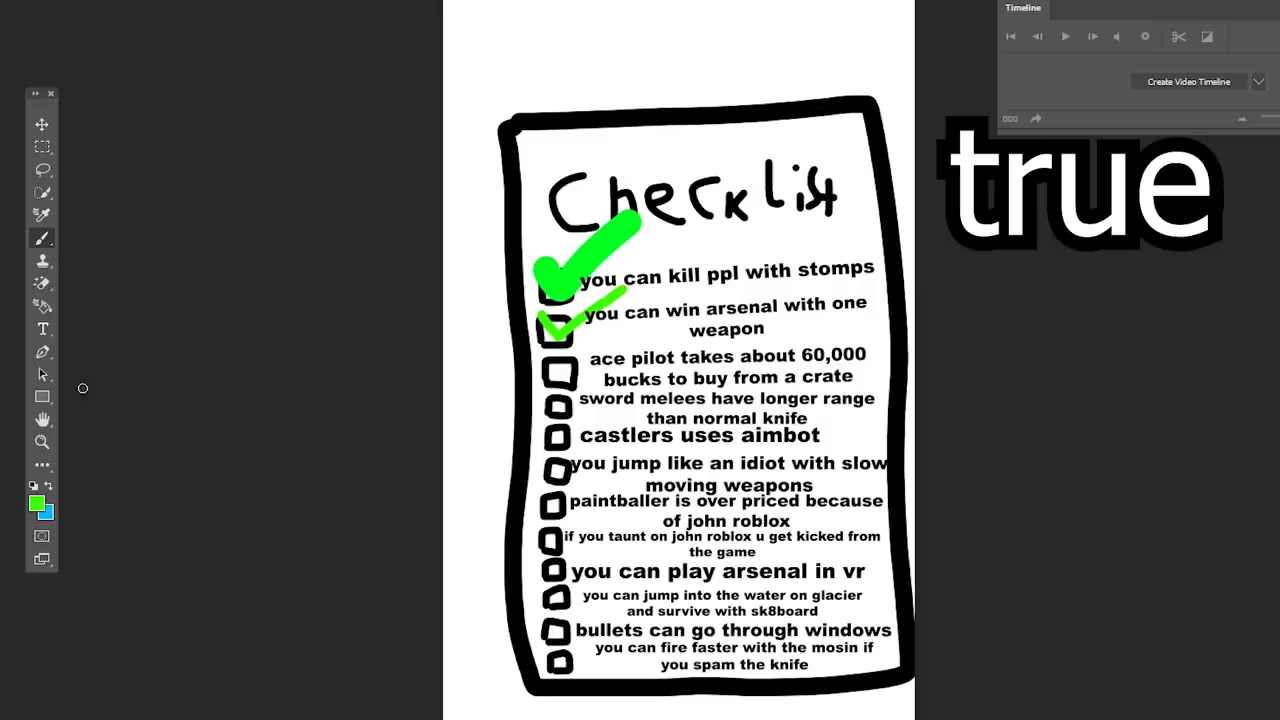 Timeline
Create Video Timeline
true
Checklist
you can kill ppl with stomps
you can win arsenal with one
weapon
ace pilot takes about 60,000
bucks to buy from a crate
sword melees have longer range
than normal knife
castlers uses aimbot
you jump like an idiot with slow
moving weapons
paintballer is over priced because
of john roblox
if you taunt on john roblox u get kicked from
the game
you can play arsenal in vr
you can jump into the water on glacier
and survive with sk8board
bullets can go through windows
you can fire faster with the mosin if
you spam the knife